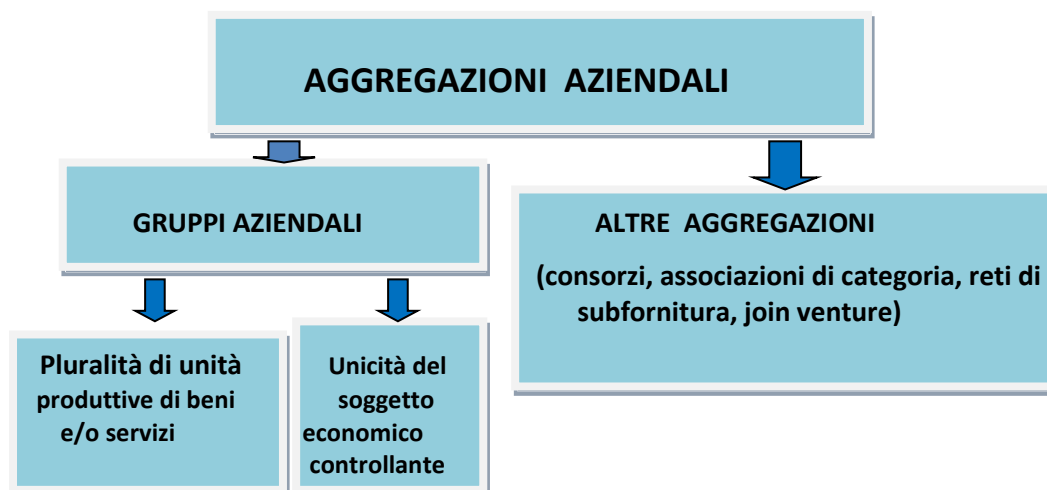 AGGREGAZIONI AZIENDALI
GRUPPI AZIENDALI
ALTRE AGGREGAZIONI
(consorzi, associazioni di categoria, reti di
subfornitura, join venture)
Pluralità di unità
produttive di beni
e/o servizi
Unicità del
soggetto
economico
controllante